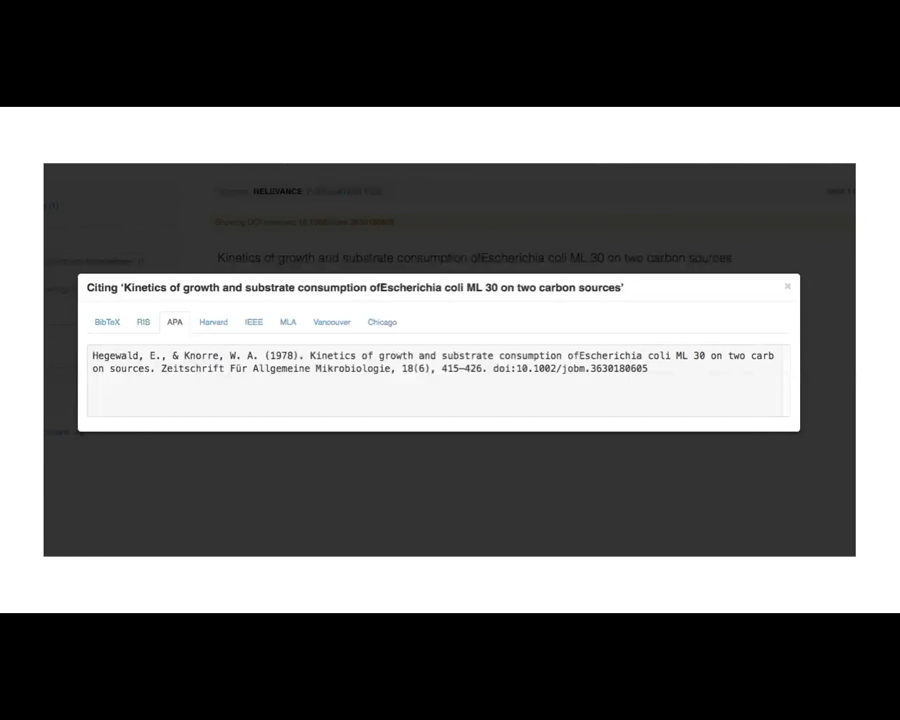 RELEVANCE
Kinetics of growth and substrate consumption ofEscherichia coli ML 30 on two carbon sources
Citing ‘Kinetics of growth and substrate consumption ofEscherichia coli ML 30 on two carbon sources’ ×
BibTeX RIS APA Harvard IEEE MLA Vancouver Chicago
Hegewald, E., & Knorre, W. A. (1978). Kinetics of growth and substrate consumption ofEscherichia coli ML 30 on two carb
on sources. Zeitschrift Für Allgemeine Mikrobiologie, 18(6), 415–426. doi:10.1002/jobm.3630180605